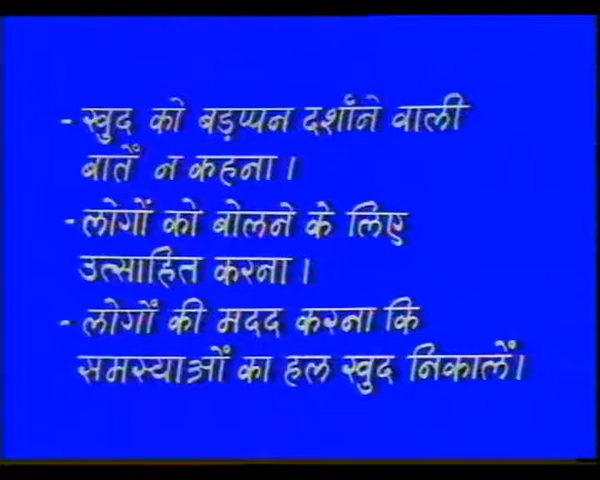 - खुद को बड़प्पन दर्शाने वाली
बातें न कहना ।
- लोगों को बोलने के लिए
उत्साहित करना ।
- लोगों की मदद करना कि
समस्याओं का हल खुद निकालें।